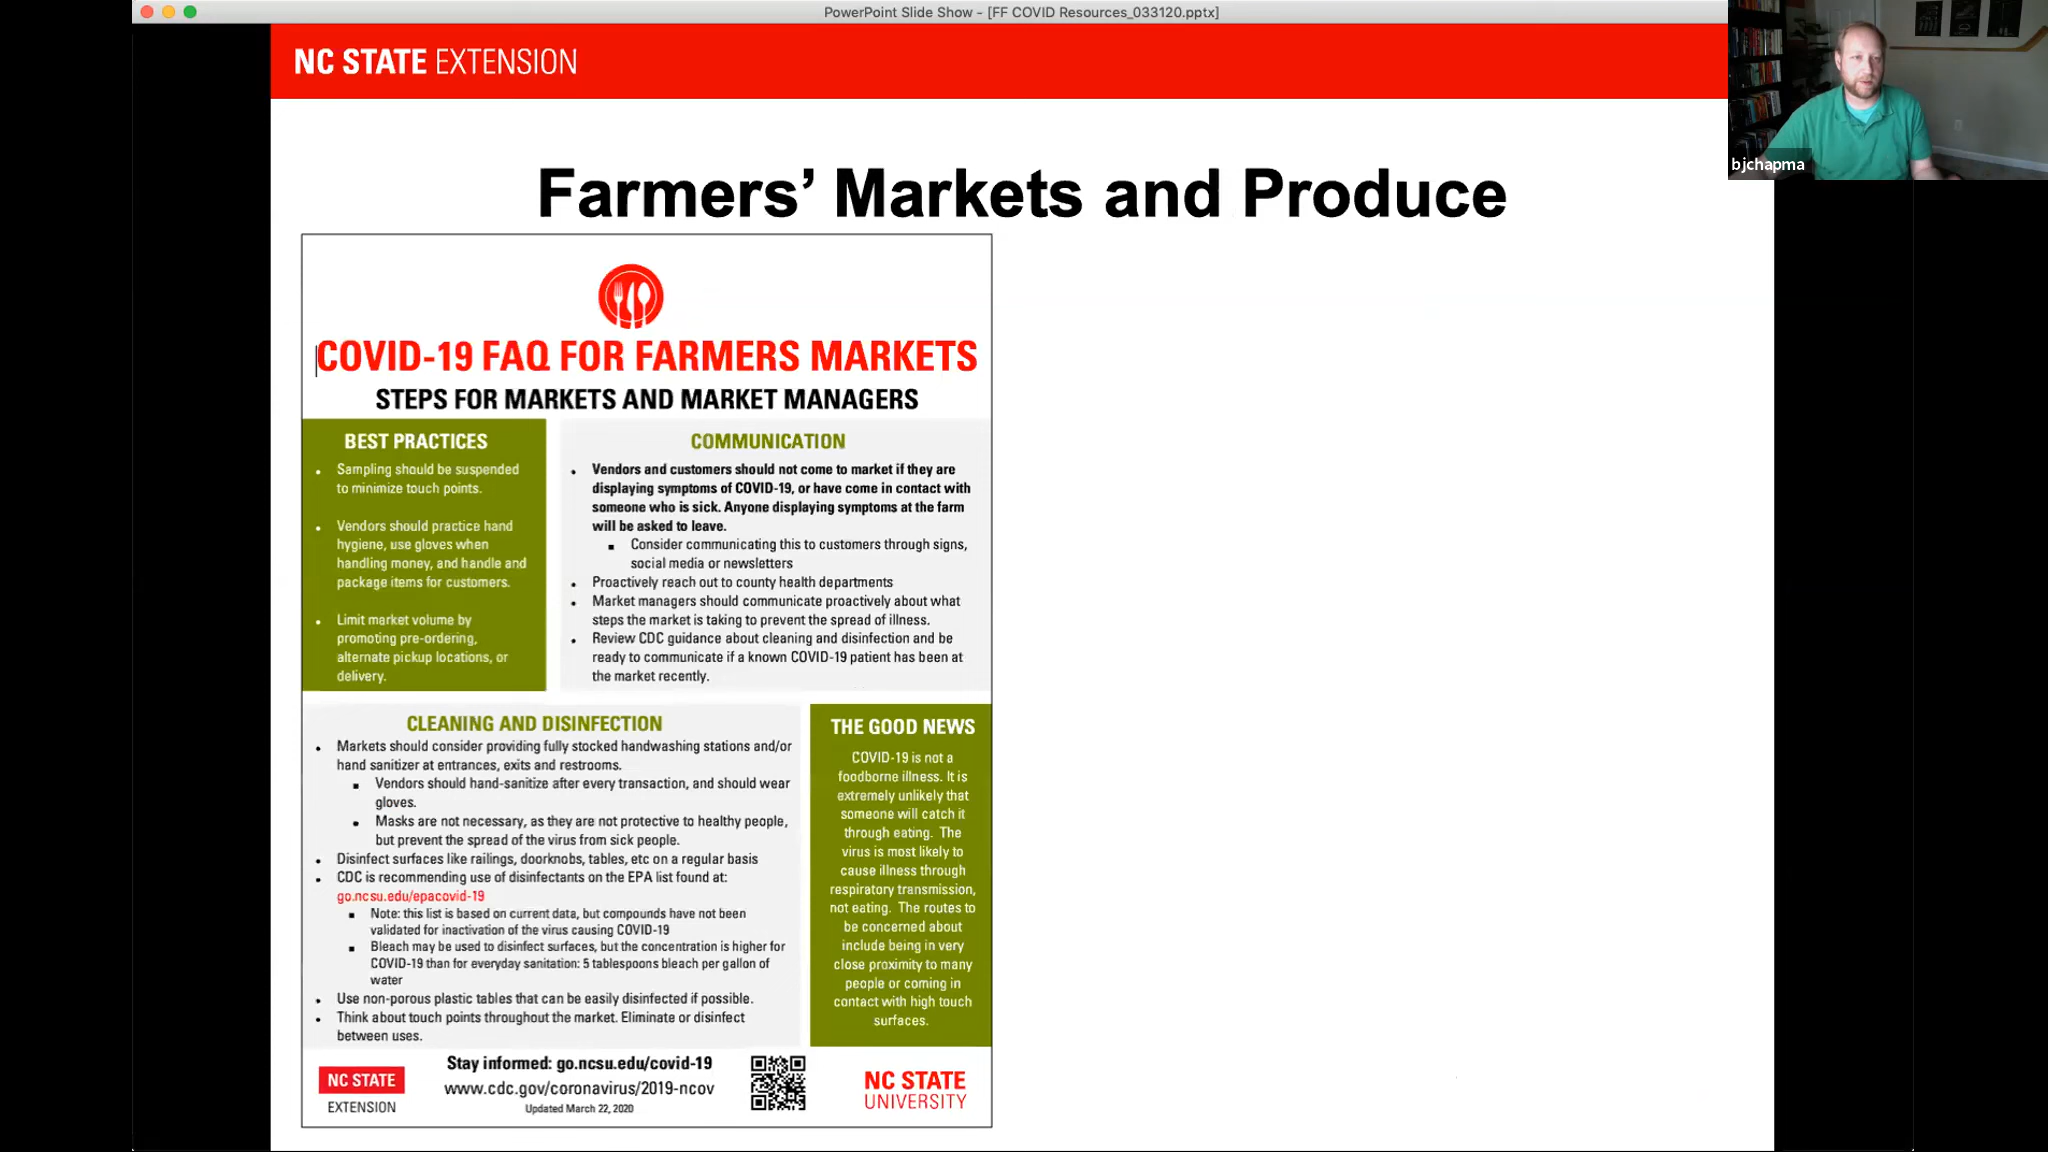 PowerPoint Slide Show - [FF COVID Resources_033120.pptx]
NC STATE EXTENSION
bjchapma
Farmers’ Markets and Produce
COVID-19 FAQ FOR FARMERS MARKETS
STEPS FOR MARKETS AND MARKET MANAGERS
BEST PRACTICES
• Sampling should be suspended
to minimize touch points.
• Vendors should practice hand
hygiene, use gloves when
handling money, and handle and
package items for customers.
• Limit market volume by
promoting pre-ordering,
alternate pickup locations, or
delivery.
COMMUNICATION
• Vendors and customers should not come to market if they are
displaying symptoms of COVID-19, or have come in contact with
someone who is sick. Anyone displaying symptoms at the farm
will be asked to leave.
▪ Consider communicating this to customers through signs,
social media or newsletters
• Proactively reach out to county health departments
• Market managers should communicate proactively about what
steps the market is taking to prevent the spread of illness.
• Review CDC guidance about cleaning and disinfection and be
ready to communicate if a known COVID-19 patient has been at
the market recently.
CLEANING AND DISINFECTION
• Markets should consider providing fully stocked handwashing stations and/or
hand sanitizer at entrances, exits and restrooms.
▪ Vendors should hand-sanitize after every transaction, and should wear
gloves.
▪ Masks are not necessary, as they are not protective to healthy people,
but prevent the spread of the virus from sick people.
• Disinfect surfaces like railings, doorknobs, tables, etc on a regular basis
• CDC is recommending use of disinfectants on the EPA list found at:
go.ncsu.edu/epacovid-19
▪ Note: this list is based on current data, but compounds have not been
validated for inactivation of the virus causing COVID-19
▪ Bleach may be used to disinfect surfaces, but the concentration is higher for
COVID-19 than for everyday sanitation: 5 tablespoons bleach per gallon of
water
• Use non-porous plastic tables that can be easily disinfected if possible.
• Think about touch points throughout the market. Eliminate or disinfect
between uses.
THE GOOD NEWS
COVID-19 is not a
foodborne illness. It is
extremely unlikely that
someone will catch it
through eating. The
virus is most likely to
cause illness through
respiratory transmission,
not eating. The routes to
be concerned about
include being in very
close proximity to many
people or coming in
contact with high touch
surfaces.
NC STATE
EXTENSION
Stay informed: go.ncsu.edu/covid-19
www.cdc.gov/coronavirus/2019-ncov
Updated March 22, 2020
NC STATE
UNIVERSITY